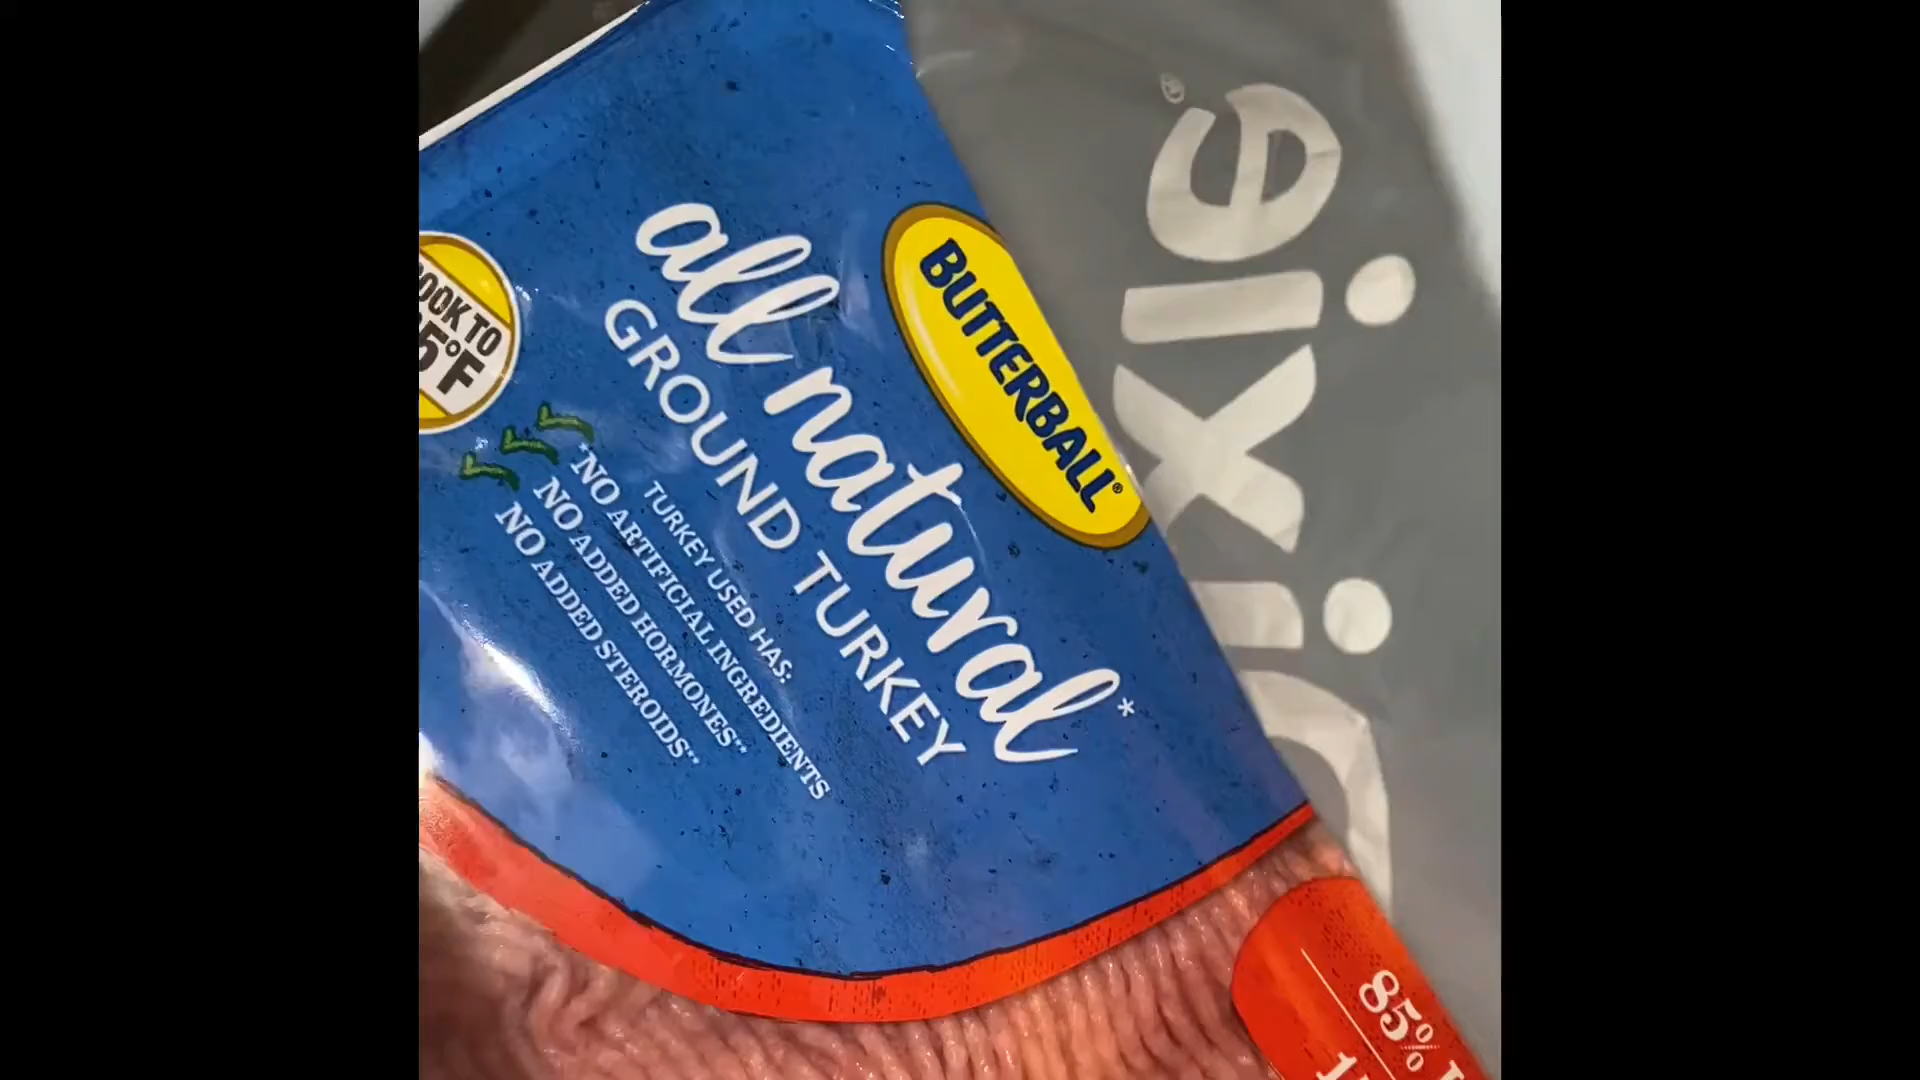 BUTTERBALL®
all natural*
GROUND TURKEY
TURKEY USED HAS:
*NO ARTIFICIAL INGREDIENTS
NO ADDED HORMONES**
NO ADDED STEROIDS**
OOK TO
5°F
Dixie®
85%